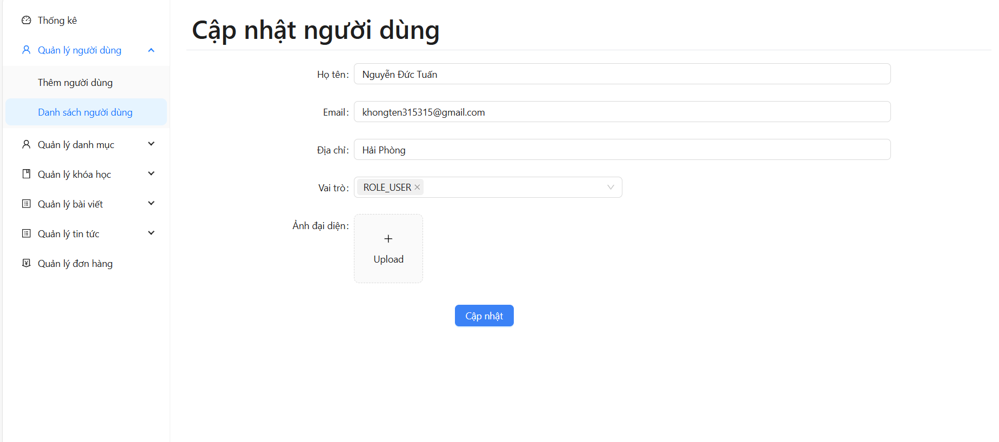 Thống kê
Quản lý người dùng
Thêm người dùng
Danh sách người dùng
Quản lý danh mục
Quản lý khóa học
Quản lý bài viết
Quản lý tin tức
Quản lý đơn hàng
Cập nhật người dùng
Họ tên: Nguyễn Đức Tuấn
Email: khongten315315@gmail.com
Địa chỉ: Hải Phòng
Vai trò: ROLE_USER
Ảnh đại diện:
Upload
Cập nhật